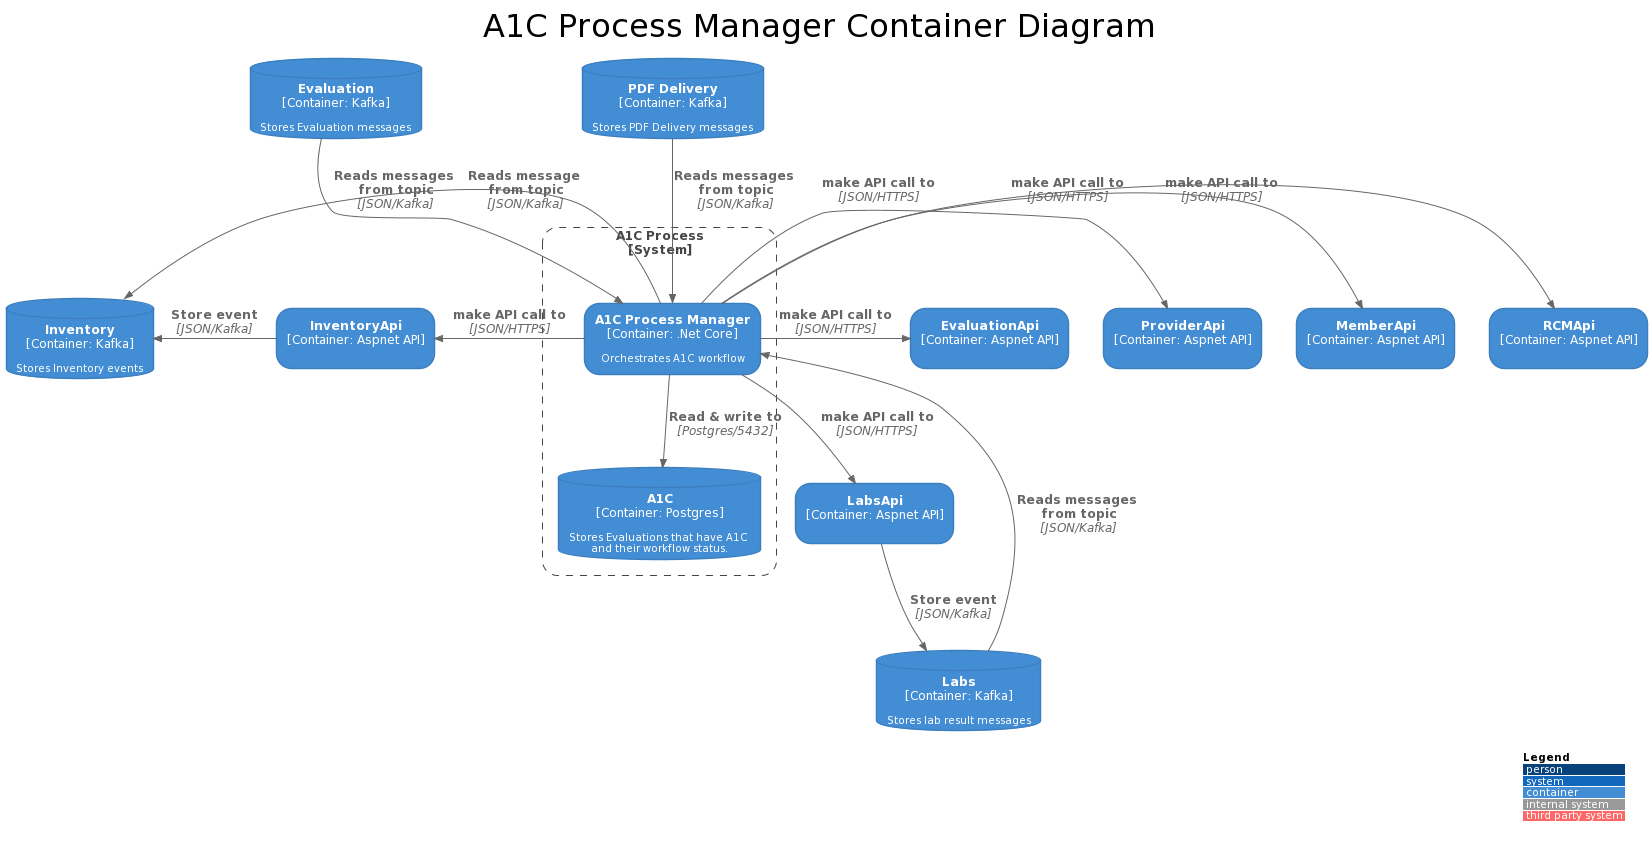 A1C Process Manager Container Diagram
Evaluation
[Container: Kafka]
Stores Evaluation messages
PDF Delivery
[Container: Kafka]
Stores PDF Delivery messages
Reads messages
from topic
[JSON/Kafka]
Reads message
from topic
[JSON/Kafka]
Reads messages
from topic
[JSON/Kafka]
make API call to
[JSON/HTTPS]
make API call to
[JSON/HTTPS]
make API call to
[JSON/HTTPS]
A1C Process
[System]
Inventory
[Container: Kafka]
Stores Inventory events
Store event
[JSON/Kafka]
InventoryApi
[Container: Aspnet API]
make API call to
[JSON/HTTPS]
A1C Process Manager
[Container: .Net Core]
Orchestrates A1C workflow
make API call to
[JSON/HTTPS]
EvaluationApi
[Container: Aspnet API]
ProviderApi
[Container: Aspnet API]
MemberApi
[Container: Aspnet API]
RCMApi
[Container: Aspnet API]
Read & write to
[Postgres/5432]
make API call to
[JSON/HTTPS]
A1C
[Container: Postgres]
Stores Evaluations that have A1C
and their workflow status.
LabsApi
[Container: Aspnet API]
Reads messages
from topic
[JSON/Kafka]
Store event
[JSON/Kafka]
Labs
[Container: Kafka]
Stores lab result messages
Legend
person
system
container
internal system
third party system